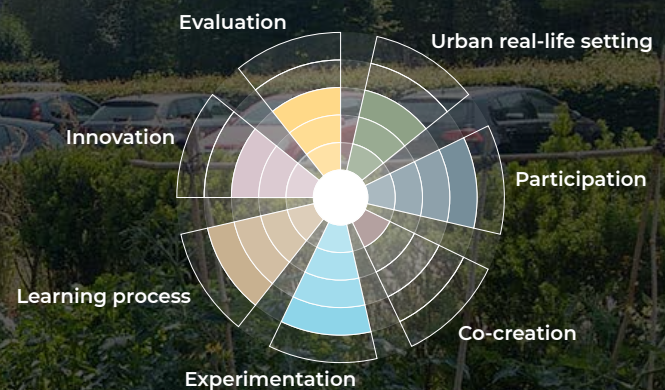 Evaluation
Urban real-life setting
Innovation
Participation
Learning process
Co-creation
Experimentation